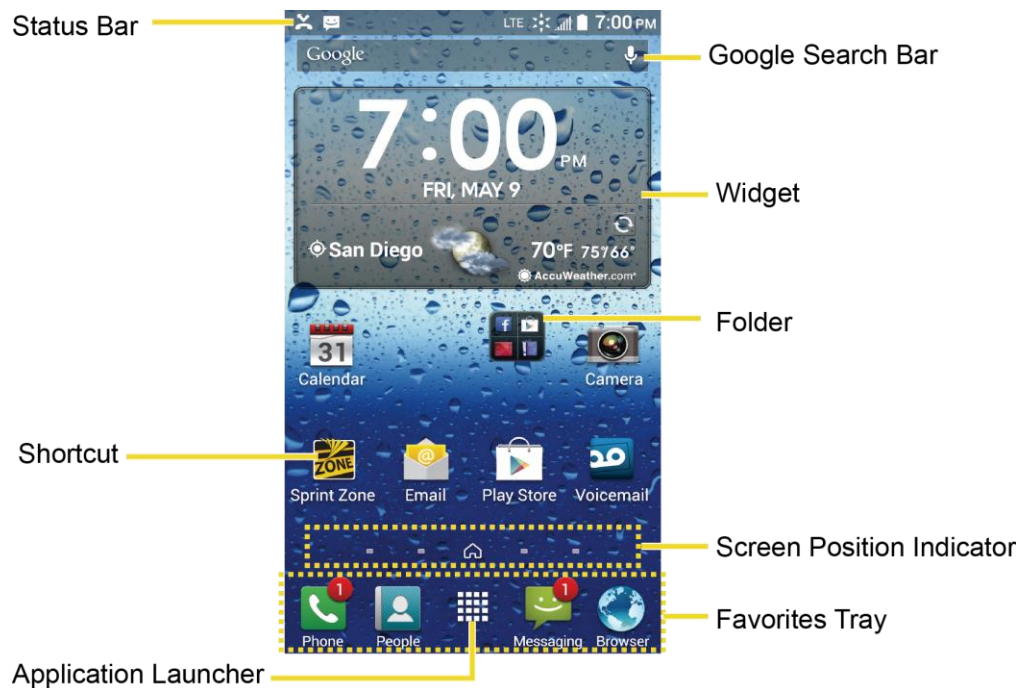 Status Bar
LTE 7:00 PM
Google
Google Search Bar
7:00 PM
FRI, MAY 9
Widget
San Diego
70°F 75°/66°
AccuWeather.com
Folder
31
Calendar
Camera
Shortcut
ZONE
Sprint Zone
Email
Play Store
Voicemail
Screen Position Indicator
1
1
Phone
People
Messaging
Browser
Favorites Tray
Application Launcher